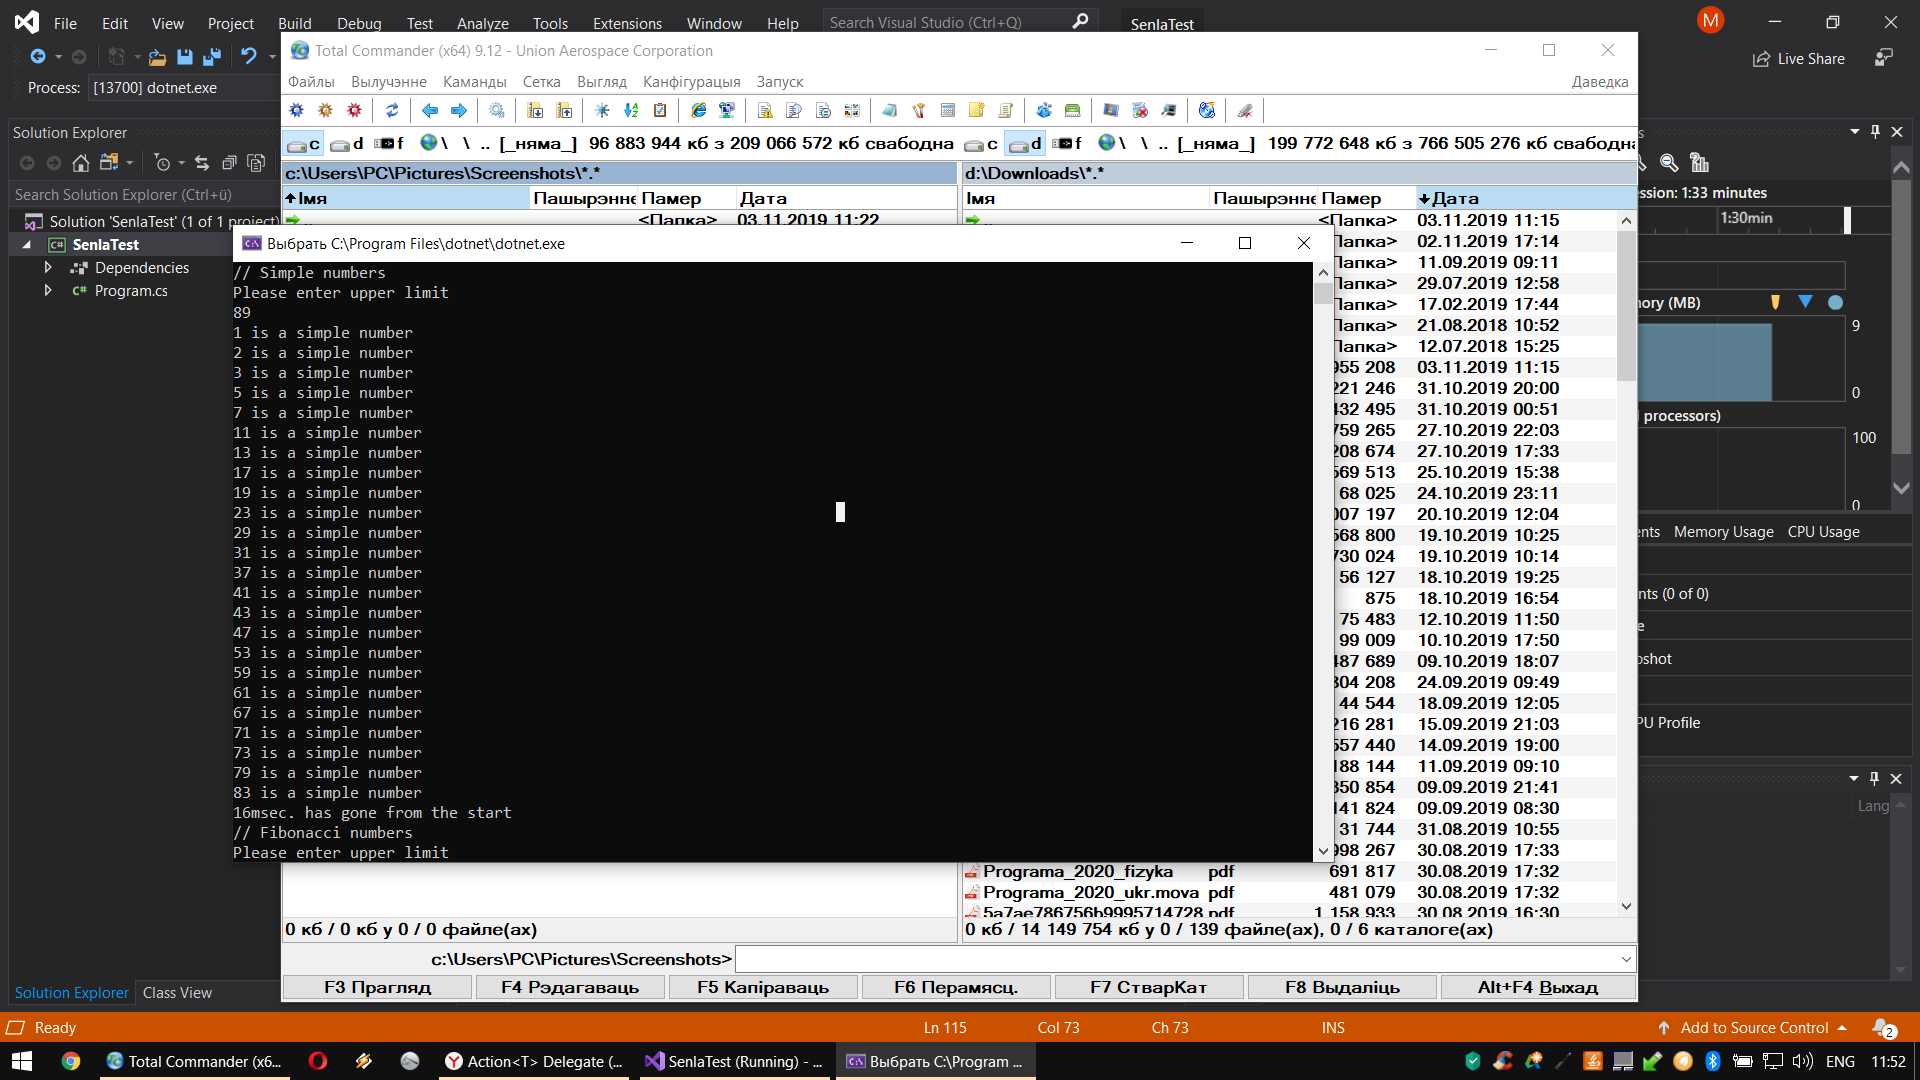 File Edit View Project Build Debug Test Analyze Tools Extensions Window Help Search Visual Studio (Ctrl+Q) SenlaTest M
Live Share
Process: [13700] dotnet.exe
Total Commander (x64) 9.12 - Union Aerospace Corporation
Файлы Вылучэнне Каманды Сетка Выгляд Канфігурацыя Запуск Даведка
c d f \ \ .. [_няма_] 96 883 944 кб з 209 066 572 кб свабодна
c d f \ \ .. [_няма_] 199 772 648 кб з 766 505 276 кб свабодна
c:\Users\PC\Pictures\Screenshots\*.*
d:\Downloads\*.*
Імя Пашырэнне Памер Дата
<Папка> 03.11.2019 11:22
Імя Пашырэнне Памер Дата
<Папка> 03.11.2019 11:15
Папка> 02.11.2019 17:14
Папка> 11.09.2019 09:11
Папка> 29.07.2019 12:58
Папка> 17.02.2019 17:44
Папка> 21.08.2018 10:52
Папка> 12.07.2018 15:25
955 208 03.11.2019 11:15
221 246 31.10.2019 20:00
432 495 31.10.2019 00:51
759 265 27.10.2019 22:03
208 674 27.10.2019 17:33
569 513 25.10.2019 15:38
68 025 24.10.2019 23:11
007 197 20.10.2019 12:04
568 800 19.10.2019 10:25
730 024 19.10.2019 10:14
56 127 18.10.2019 19:25
875 18.10.2019 16:54
75 483 12.10.2019 11:50
99 009 10.10.2019 17:50
487 689 09.10.2019 18:07
304 208 24.09.2019 09:49
44 544 18.09.2019 12:05
216 281 15.09.2019 21:03
557 440 14.09.2019 19:00
188 144 11.09.2019 09:10
350 854 09.09.2019 21:41
141 824 09.09.2019 08:30
31 744 31.08.2019 10:55
998 267 30.08.2019 17:33
Programa_2020_fizyka pdf 691 817 30.08.2019 17:32
Programa_2020_ukr.mova pdf 481 079 30.08.2019 17:32
5a7ae786756b9995714728 pdf 1 158 933 30.08.2019 16:30
0 кб / 0 кб у 0 / 0 файле(ах)
0 кб / 14 149 754 кб у 0 / 139 файле(ах), 0 / 6 каталоге(ах)
c:\Users\PC\Pictures\Screenshots>
F3 Прагляд F4 Рэдагаваць F5 Капіраваць F6 Перамясц. F7 СтварКат F8 Выдаліць Alt+F4 Выхад
Выбрать C:\Program Files\dotnet\dotnet.exe
// Simple numbers
Please enter upper limit
89
1 is a simple number
2 is a simple number
3 is a simple number
5 is a simple number
7 is a simple number
11 is a simple number
13 is a simple number
17 is a simple number
19 is a simple number
23 is a simple number
29 is a simple number
31 is a simple number
37 is a simple number
41 is a simple number
43 is a simple number
47 is a simple number
53 is a simple number
59 is a simple number
61 is a simple number
67 is a simple number
71 is a simple number
73 is a simple number
79 is a simple number
83 is a simple number
16msec. has gone from the start
// Fibonacci numbers
Please enter upper limit
Solution Explorer
Search Solution Explorer (Ctrl+ü)
Solution 'SenlaTest' (1 of 1 project)
C# SenlaTest
Dependencies
C# Program.cs
Solution Explorer Class View
s
ssion: 1:33 minutes
1:30min
ory (MB)
9
0
processors)
100
0
ents Memory Usage CPU Usage
nts (0 of 0)
e
pshot
PU Profile
Lang
Ready Ln 115 Col 73 Ch 73 INS Add to Source Control 2
Total Commander (x6... Action<T> Delegate (... SenlaTest (Running) - ... Выбрать C:\Program ... ENG 11:52